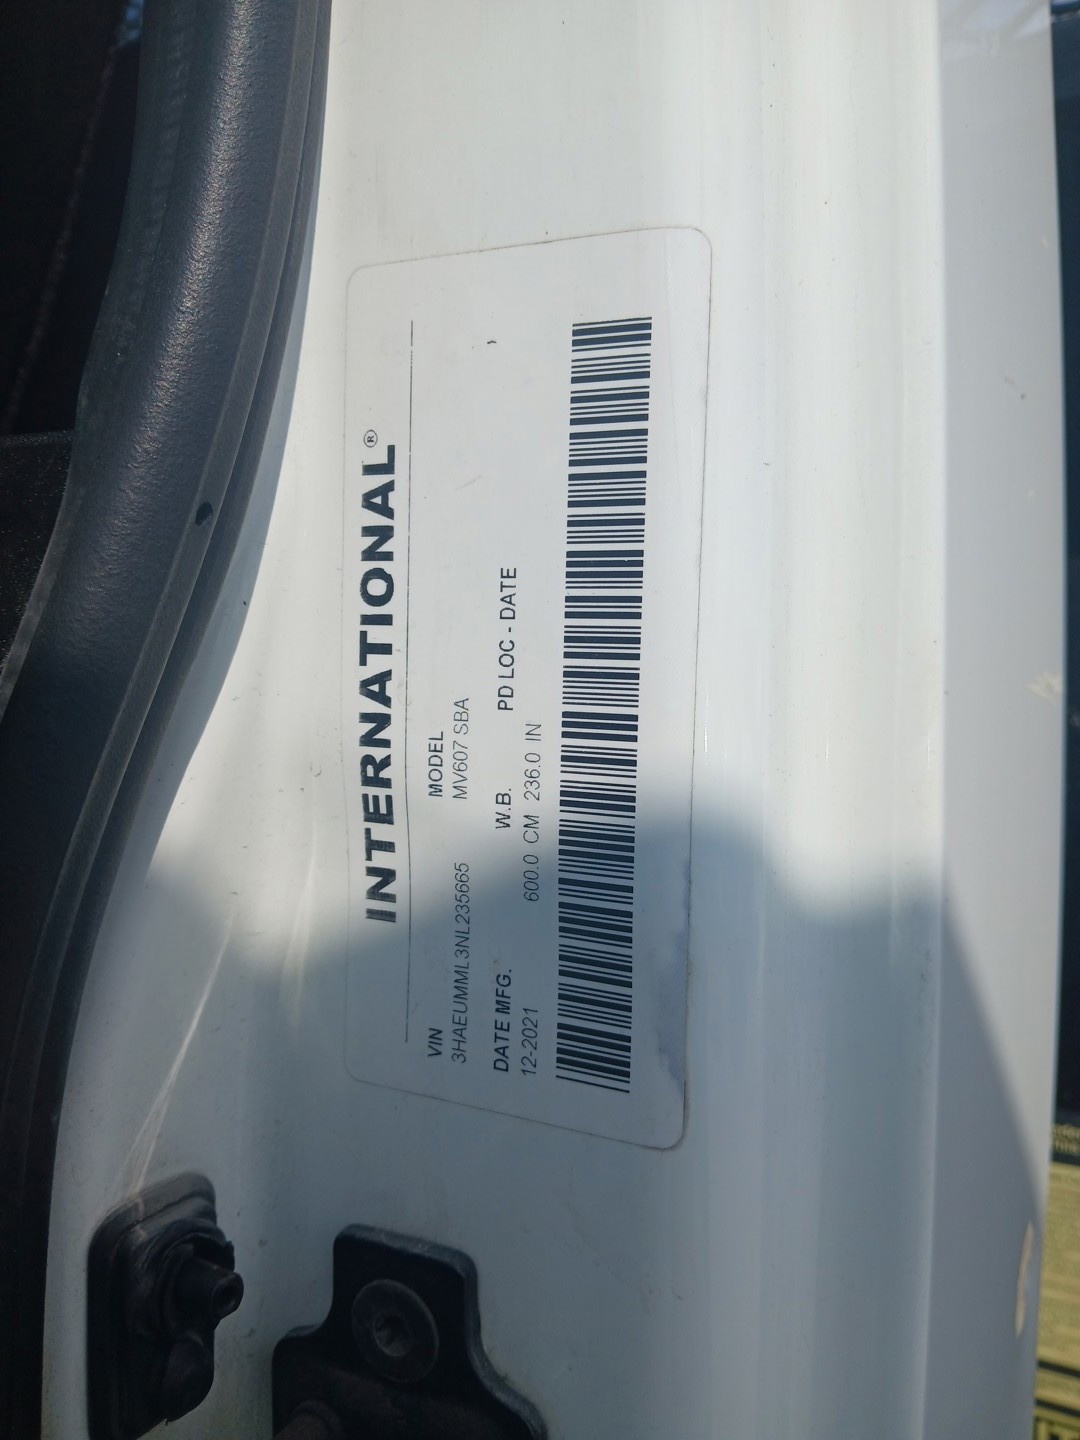 INTERNATIONAL®
VIN MODEL
3HAEUMML3NL235665 MV607 SBA
DATE MFG. W.B. PD LOC - DATE
12-2021 600.0 CM 236.0 IN